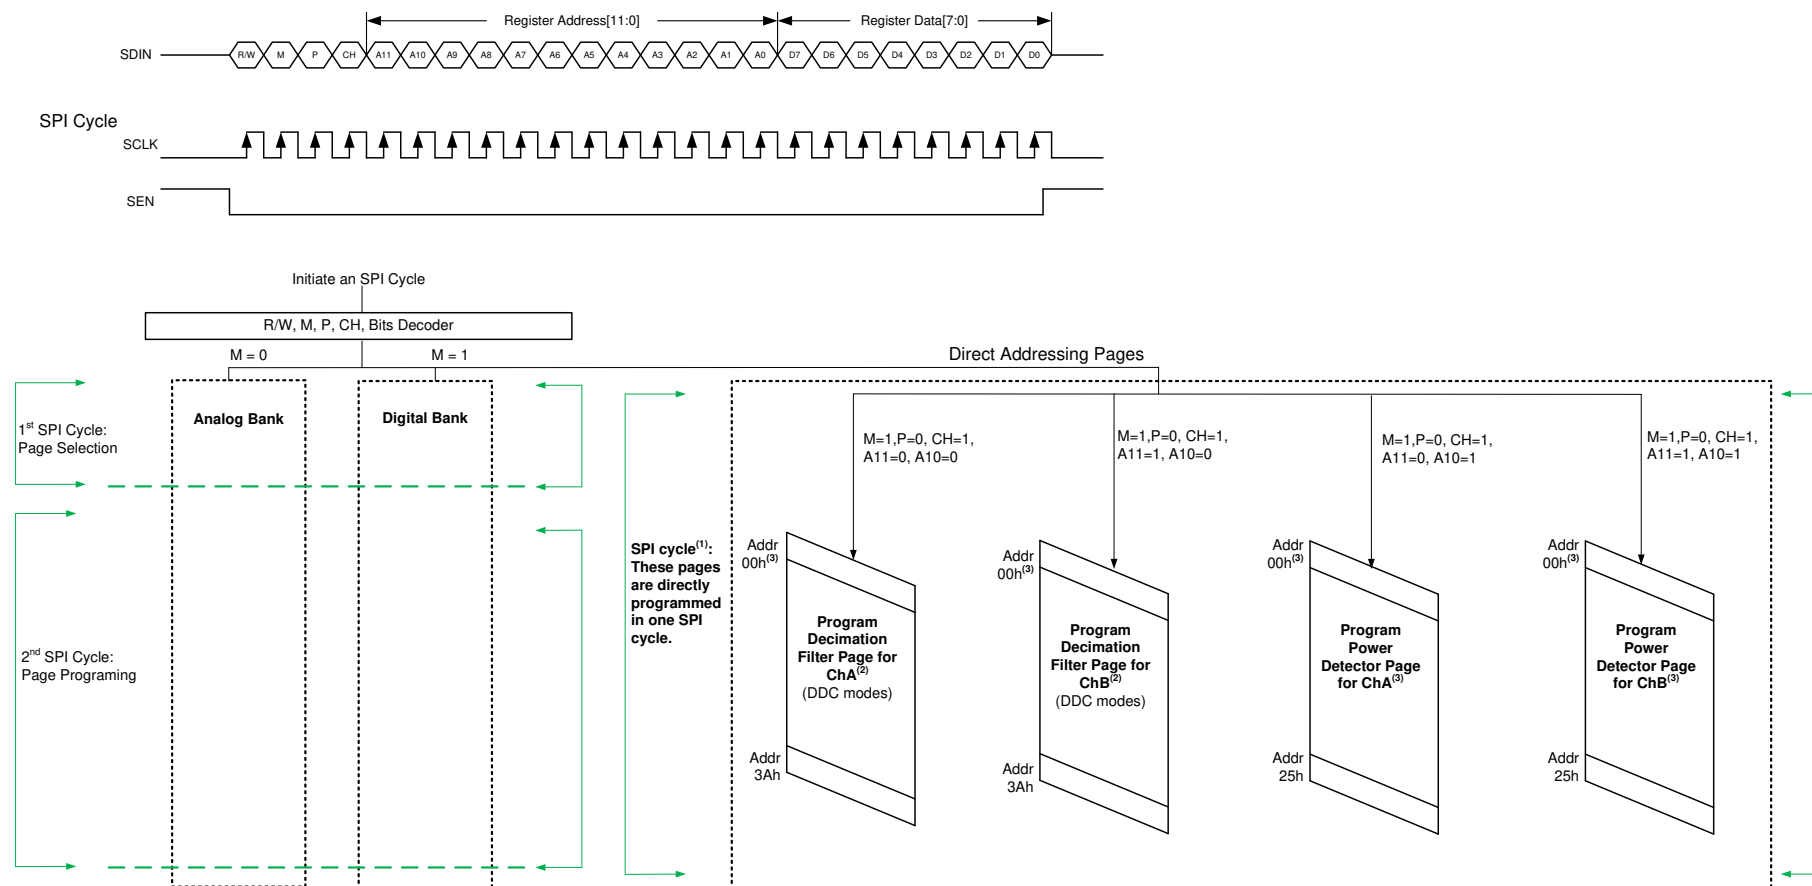 Register Address[11:0]
Register Data[7:0]
SDIN
R/W M P CH A11 A10 A9 A8 A7 A6 A5 A4 A3 A2 A1 A0 D7 D6 D5 D4 D3 D2 D1 D0
SPI Cycle
SCLK
SEN
Initiate an SPI Cycle
R/W, M, P, CH, Bits Decoder
M = 0
M = 1
Direct Addressing Pages
Analog Bank
Digital Bank
1st SPI Cycle:
Page Selection
2nd SPI Cycle:
Page Programing
SPI cycle(1):
These pages
are directly
programmed
in one SPI
cycle.
M=1,P=0, CH=1,
A11=0, A10=0
M=1,P=0, CH=1,
A11=1, A10=0
M=1,P=0, CH=1,
A11=0, A10=1
M=1,P=0, CH=1,
A11=1, A10=1
Addr
00h(3)
Program
Decimation
Filter Page for
ChA(2)
(DDC modes)
Addr
3Ah
Addr
00h(3)
Program
Decimation
Filter Page for
ChB(2)
(DDC modes)
Addr
3Ah
Addr
00h(3)
Program
Power
Detector Page
for ChA(3)
Addr
25h
Addr
00h(3)
Program
Power
Detector Page
for ChB(3)
Addr
25h